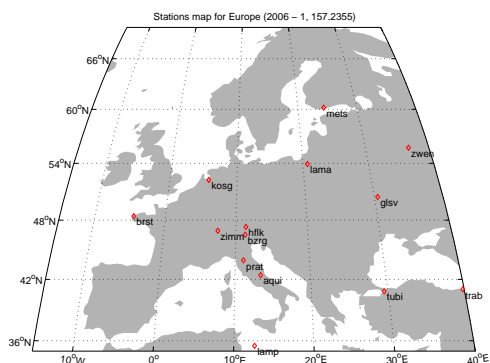 Stations map for Europe (2006 − 1, 157.2355)
66°N
60°N
mets
zwen
54°N
lama
kosg
glsv
48°N
brst
hflk
zimm
bzrg
prat
aqui
42°N
tubi
trab
36°N
lamp
10°W
0°
10°E
20°E
30°E
40°E